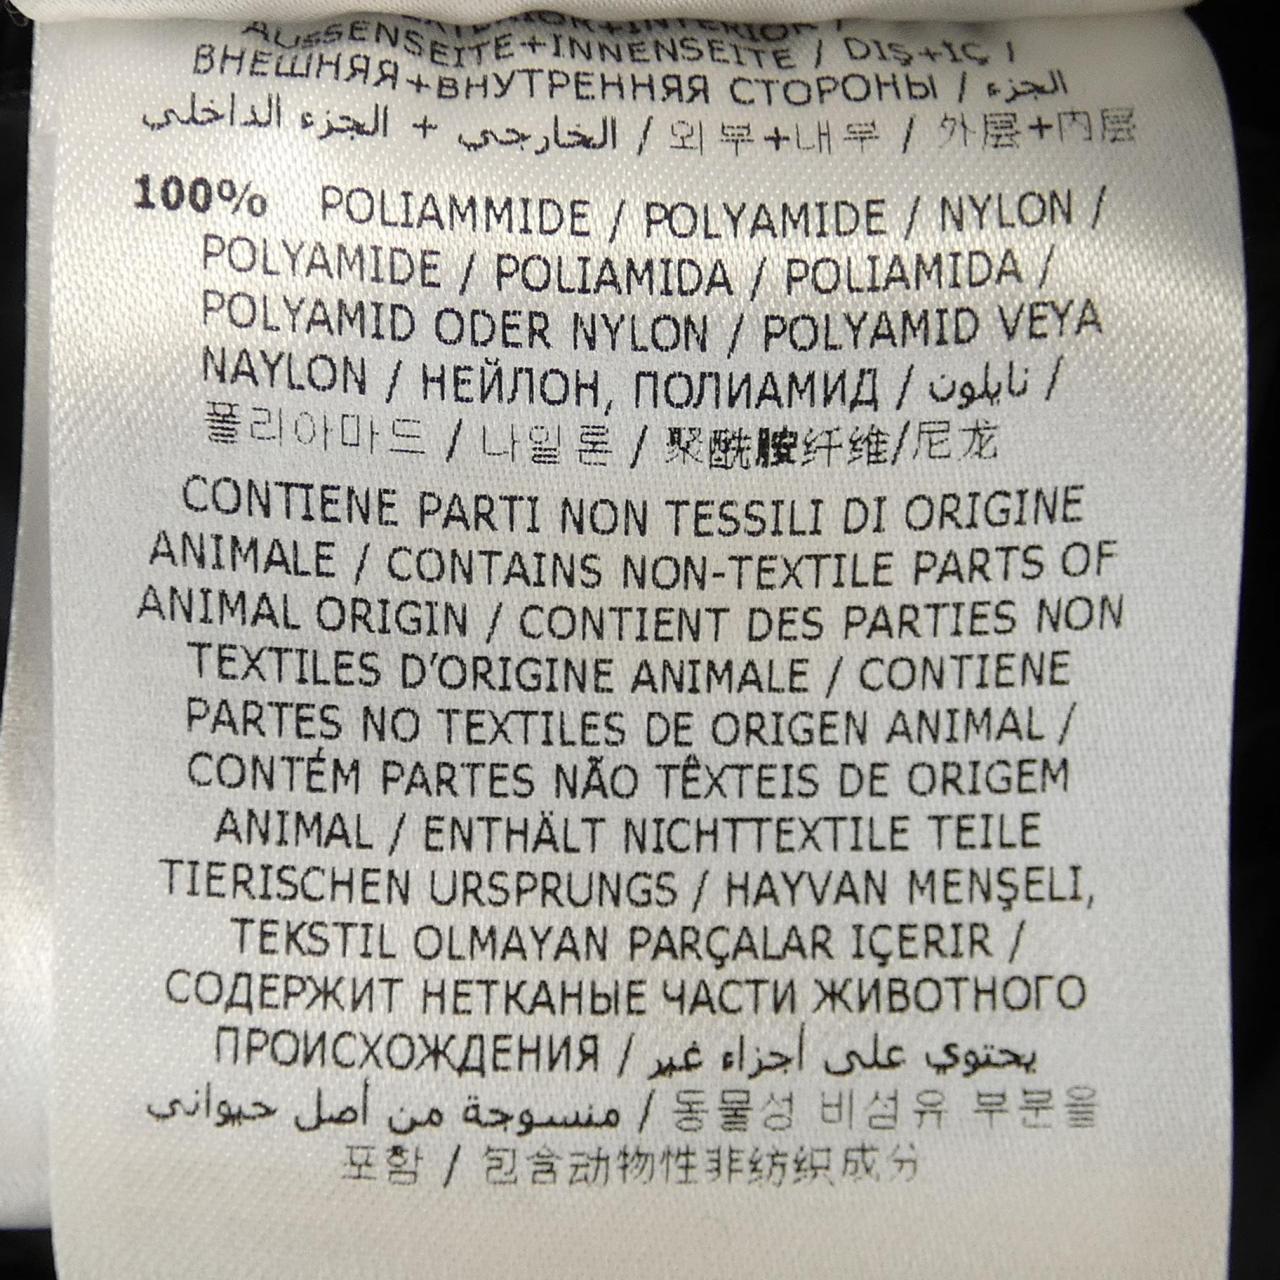 EXTERIOR+INTERIOR /
AUSSENSEITE+INNENSEITE / DIŞ+İÇ /
ВНЕШНЯЯ+ВНУТРЕННЯЯ СТОРОНЫ / الجزء
الخارجي + الجزء الداخلي / 외부+내부 / 外层+内层
100% POLIAMMIDE / POLYAMIDE / NYLON /
POLYAMIDE / POLIAMIDA / POLIAMIDA /
POLYAMID ODER NYLON / POLYAMID VEYA
NAYLON / НЕЙЛОН, ПОЛИАМИД / نايلون /
폴리아마드 / 나일론 / 聚酰胺纤维/尼龙
CONTIENE PARTI NON TESSILI DI ORIGINE
ANIMALE / CONTAINS NON-TEXTILE PARTS OF
ANIMAL ORIGIN / CONTIENT DES PARTIES NON
TEXTILES D'ORIGINE ANIMALE / CONTIENE
PARTES NO TEXTILES DE ORIGEN ANIMAL /
CONTÉM PARTES NÃO TÊXTEIS DE ORIGEM
ANIMAL / ENTHÄLT NICHTTEXTILE TEILE
TIERISCHEN URSPRUNGS / HAYVAN MENŞELI,
TEKSTIL OLMAYAN PARÇALAR IÇERIR /
СОДЕРЖИТ НЕТКАНЫЕ ЧАСТИ ЖИВОТНОГО
ПРОИСХОЖДЕНИЯ / يحتوي على أجزاء غير
منسوجة من أصل حيواني / 동물성 비섬유 부분을
포함 / 包含动物性非纺织成分